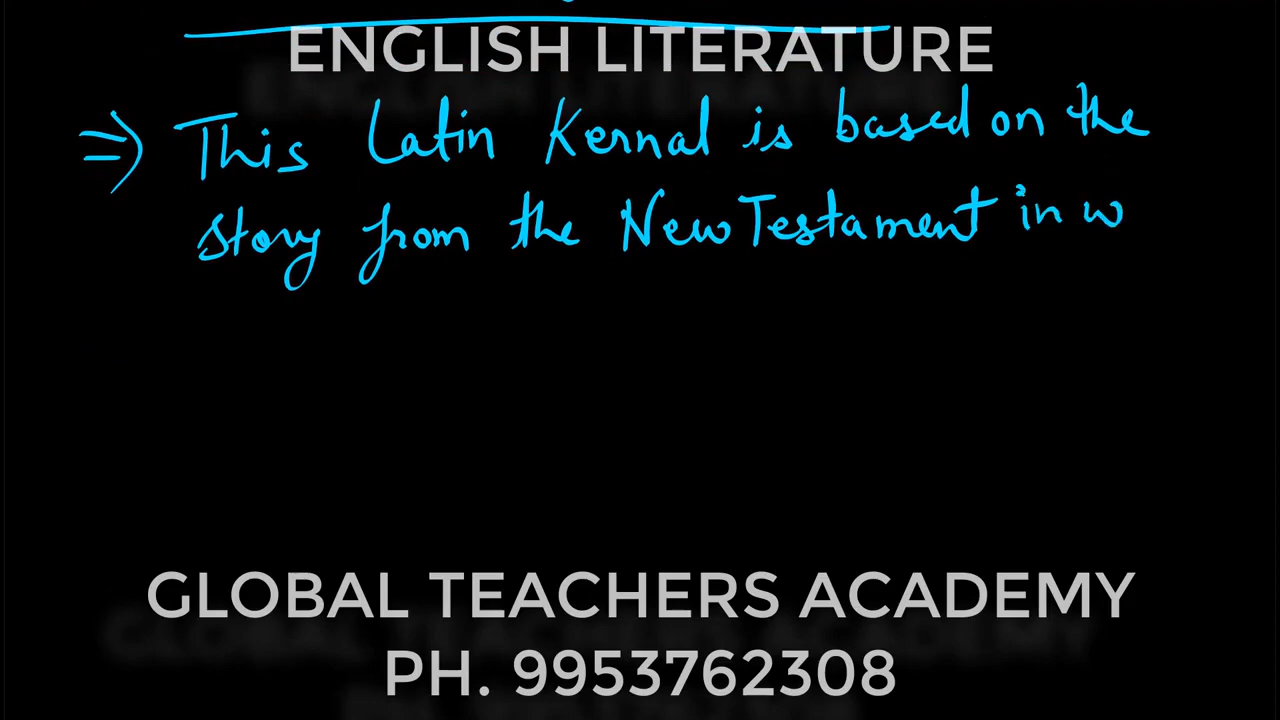 ENGLISH LITERATURE
⇒ This Latin Kernal is based on the
story from the New Testament in w
GLOBAL TEACHERS ACADEMY
PH. 9953762308